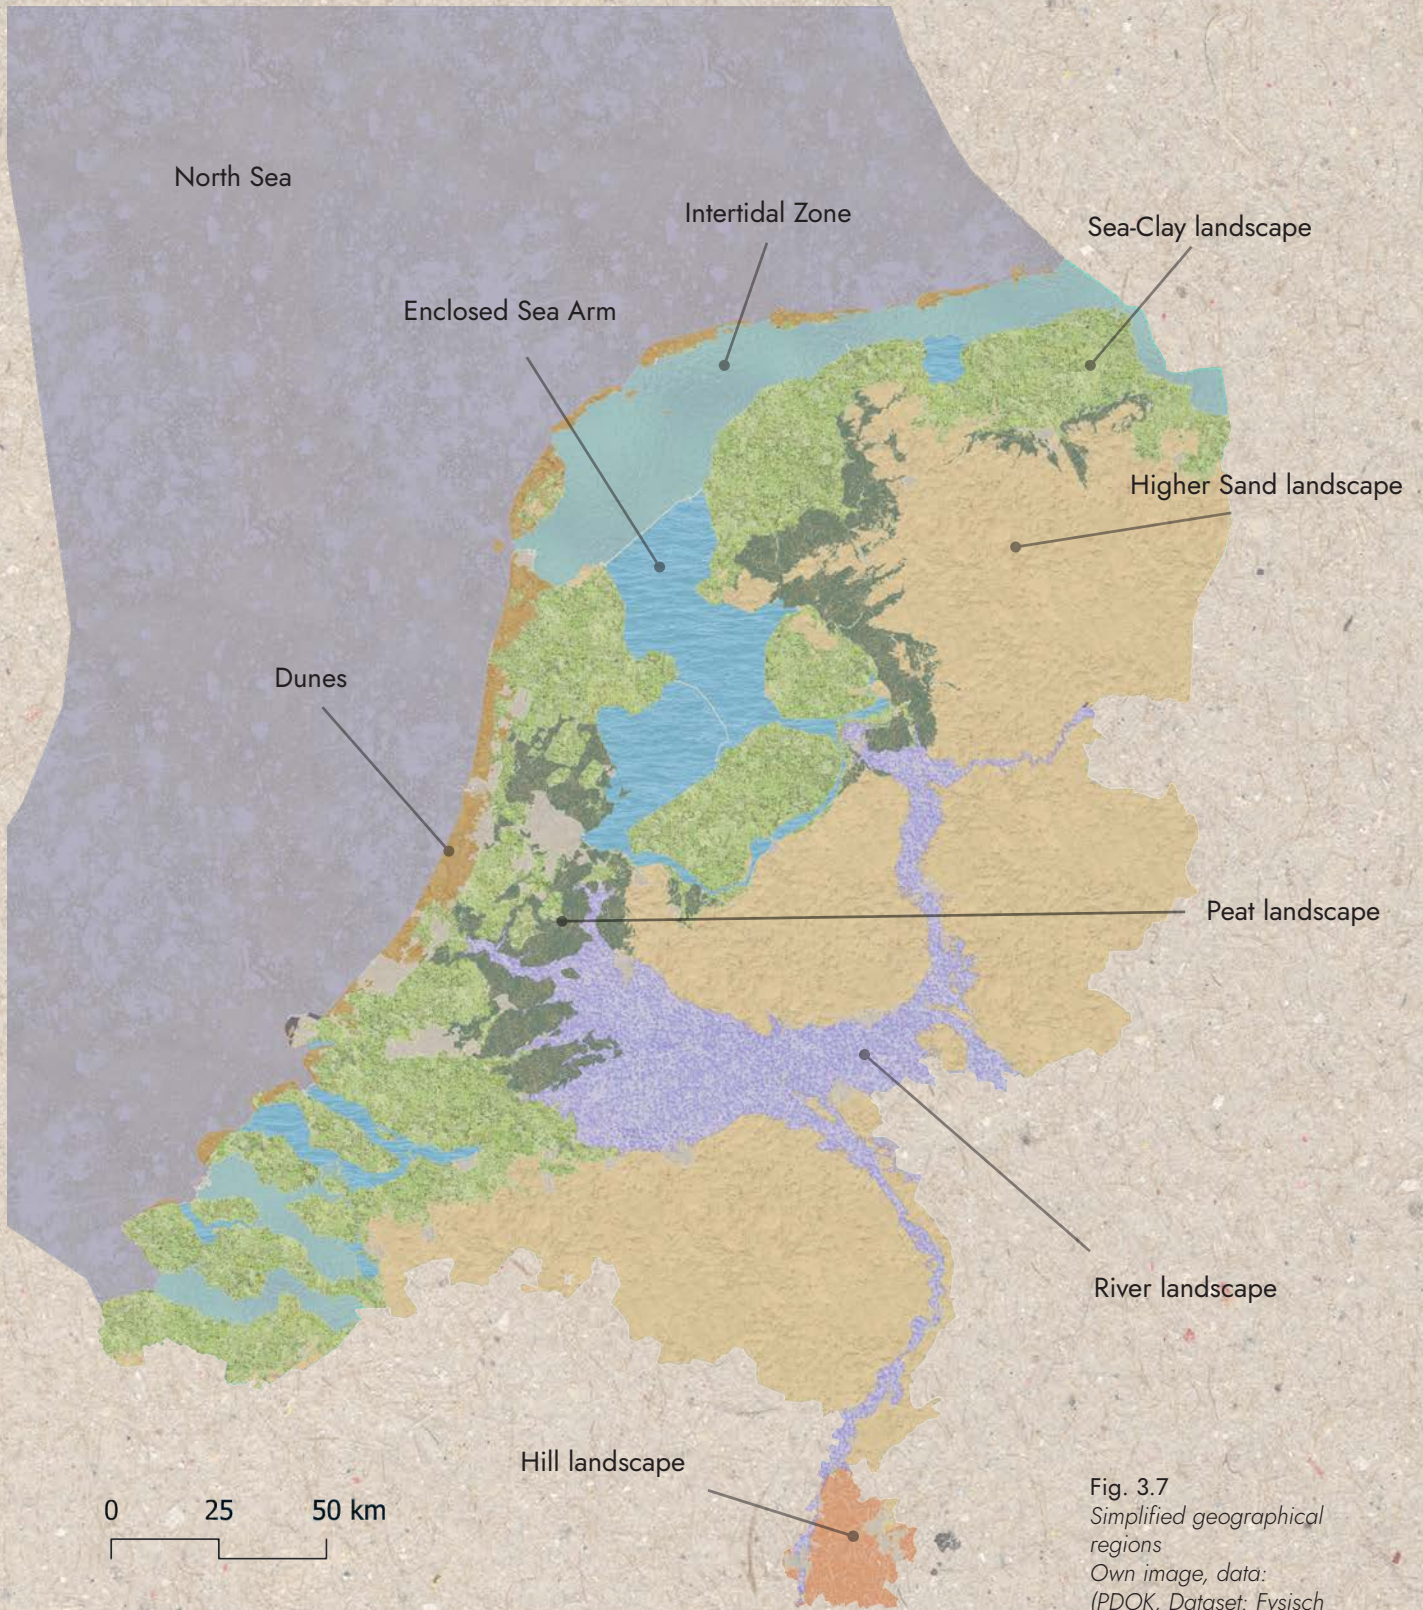 North Sea
Intertidal Zone
Sea-Clay landscape
Enclosed Sea Arm
Higher Sand landscape
Dunes
Peat landscape
River landscape
Hill landscape
0 25 50 km
Fig. 3.7
Simplified geographical
regions
Own image, data:
(PDOK, Dataset: Fysisch